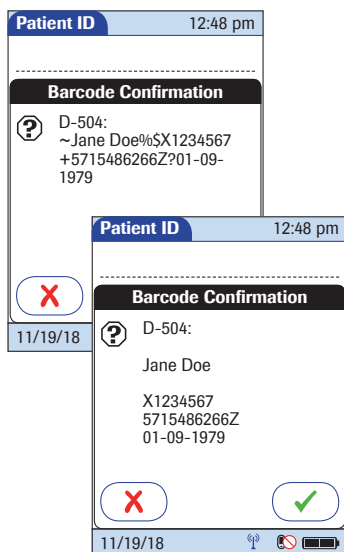 Patient ID 12:48 pm
Barcode Confirmation
D-504:
~Jane Doe%$X1234567
+5715486266Z?01-09-
1979
11/19/18
Patient ID 12:48 pm
Barcode Confirmation
D-504:
Jane Doe
X1234567
5715486266Z
01-09-1979
11/19/18